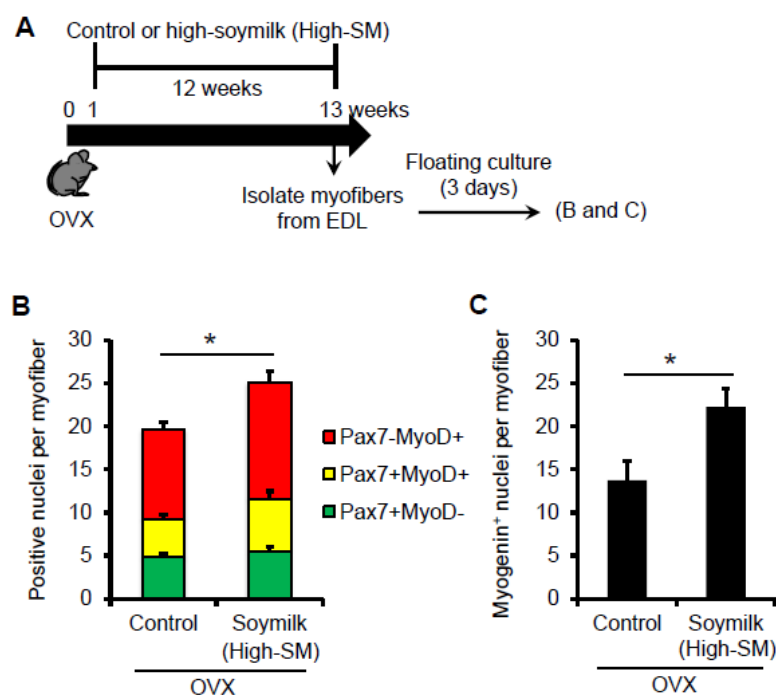 A
Control or high-soymilk (High-SM)
12 weeks
0 1 13 weeks
OVX
Isolate myofibers
from EDL
Floating culture
(3 days)
(B and C)
B
Positive nuclei per myofiber
30
25
20
15
10
5
0
*
Control
Soymilk
(High-SM)
OVX
Pax7-MyoD+
Pax7+MyoD+
Pax7+MyoD-
C
Myogenin⁺ nuclei per myofiber
30
25
20
15
10
5
0
*
Control
Soymilk
(High-SM)
OVX